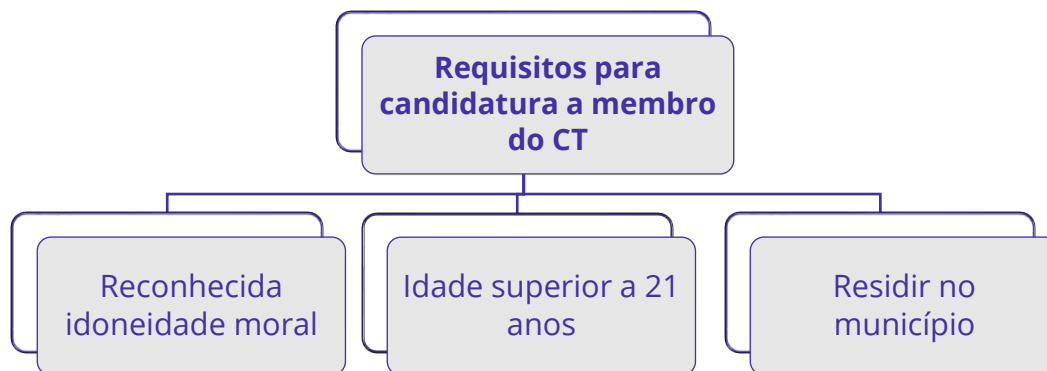 Requisitos para
candidatura a membro
do CT
Reconhecida
idoneidade moral
Idade superior a 21
anos
Residir no
município